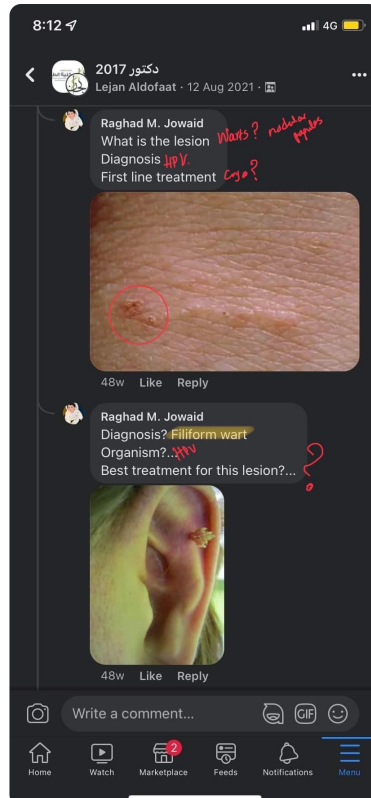 8:12
4G
دكتور 2017
Lejan Aldofaat · 12 Aug 2021 ·
Raghad M. Jowaid
What is the lesion Warts? nodular
papules
Diagnosis HPV.
First line treatment Cryo?
48w Like Reply
Raghad M. Jowaid
Diagnosis? Filiform wart
Organism?... HPV
Best treatment for this lesion?... ?
48w Like Reply
Write a comment...
GIF
2
Home Watch Marketplace Feeds Notifications Menu